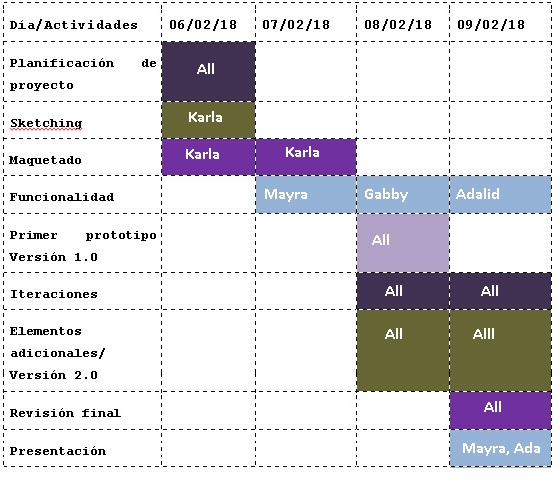 Dia/Actividades 06/02/18 07/02/18 08/02/18 09/02/18
Planificación de
proyecto
All
Sketching Karla
Maquetado Karla Karla
Funcionalidad Mayra Gabby Adalid
Primer prototipo
Versión 1.0
All
Iteraciones All All
Elementos
adicionales/
Versión 2.0
All Alll
Revisión final All
Presentación Mayra, Ada